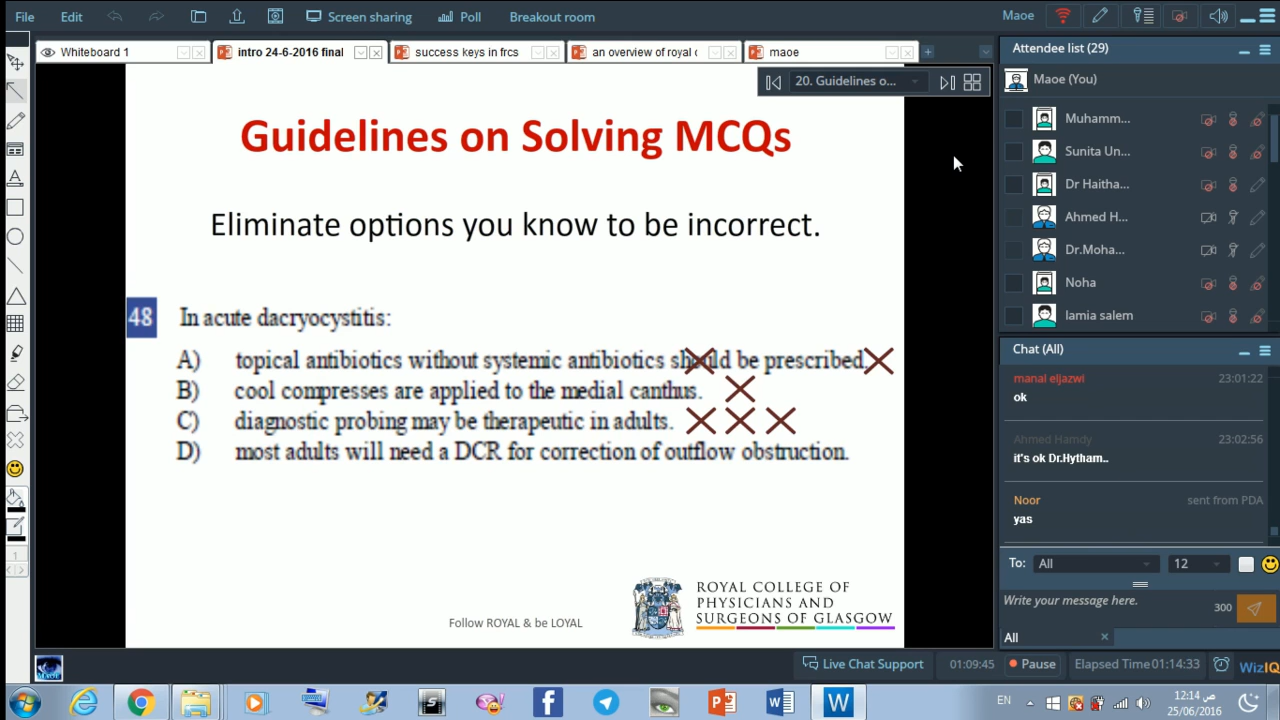 File Edit Screen sharing Poll Breakout room Maoe
Whiteboard 1 intro 24-6-2016 final success keys in frcs an overview of royal c maoe
20. Guidelines o...
Guidelines on Solving MCQs
Eliminate options you know to be incorrect.
48 In acute dacryocystitis:
A) topical antibiotics without systemic antibiotics should be prescribed.
B) cool compresses are applied to the medial canthus.
C) diagnostic probing may be therapeutic in adults.
D) most adults will need a DCR for correction of outflow obstruction.
Follow ROYAL & be LOYAL
ROYAL COLLEGE OF
PHYSICIANS AND
SURGEONS OF GLASGOW
Attendee list (29)
Maoe (You)
Muhamm...
Sunita Un...
Dr Haitha...
Ahmed H...
Dr.Moha...
Noha
lamia salem
Chat (All)
manal eljazwi 23:01:22
ok
Ahmed Hamdy 23:02:56
it's ok Dr.Hytham..
Noor sent from PDA
yas
To: All 12
Write your message here. 300
All
1
MAOE
Live Chat Support 01:09:45 Pause Elapsed Time 01:14:33 WizIQ
EN 12:14 ص
25/06/2016